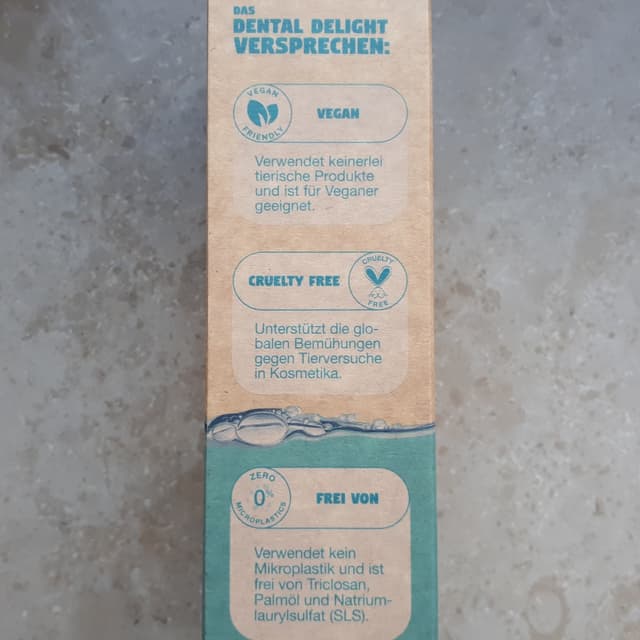 DAS
DENTAL DELIGHT
VERSPRECHEN:
VEGAN
FRIENDLY
VEGAN
Verwendet keinerlei
tierische Produkte
und ist für Veganer
geeignet.
CRUELTY FREE
CRUELTY
FREE
Unterstützt die glo-
balen Bemühungen
gegen Tierversuche
in Kosmetika.
ZERO
0%
MICROPLASTICS
FREI VON
Verwendet kein
Mikroplastik und ist
frei von Triclosan,
Palmöl und Natrium-
laurylsulfat (SLS).